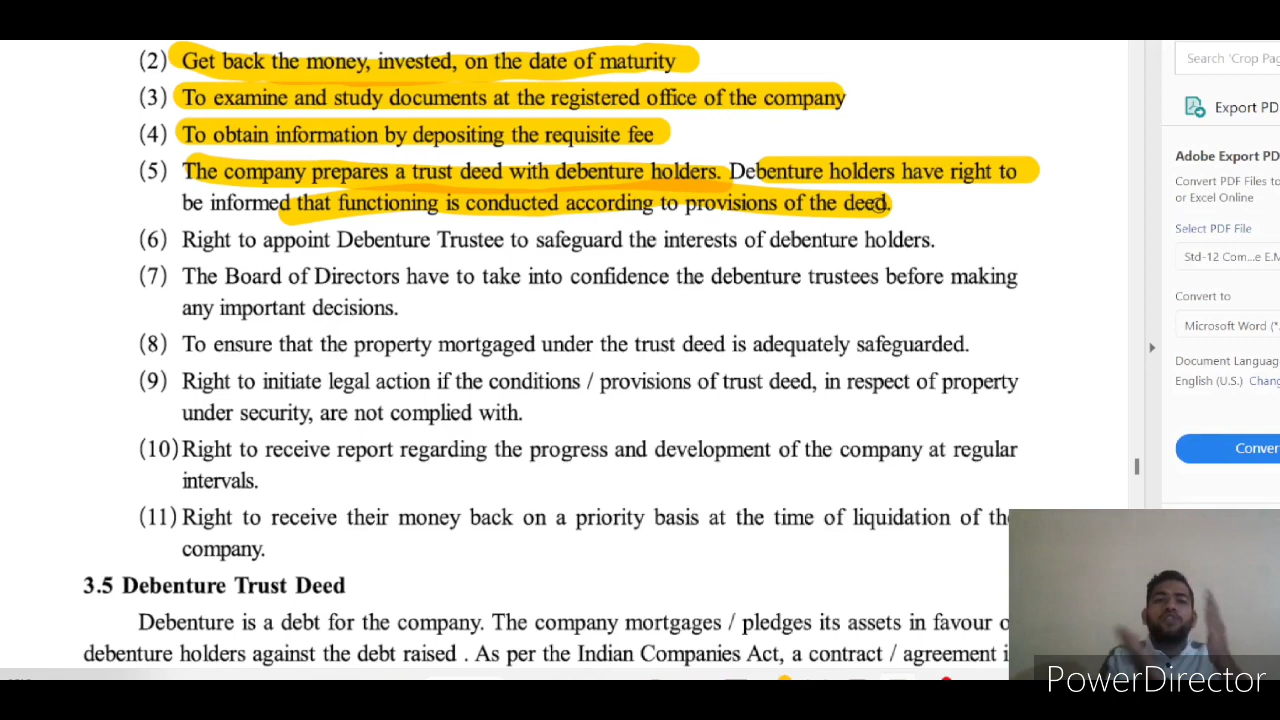 (2) Get back the money, invested, on the date of maturity
(3) To examine and study documents at the registered office of the company
(4) To obtain information by depositing the requisite fee
(5) The company prepares a trust deed with debenture holders. Debenture holders have right to
be informed that functioning is conducted according to provisions of the deed.
(6) Right to appoint Debenture Trustee to safeguard the interests of debenture holders.
(7) The Board of Directors have to take into confidence the debenture trustees before making
any important decisions.
(8) To ensure that the property mortgaged under the trust deed is adequately safeguarded.
(9) Right to initiate legal action if the conditions / provisions of trust deed, in respect of property
under security, are not complied with.
(10) Right to receive report regarding the progress and development of the company at regular
intervals.
(11) Right to receive their money back on a priority basis at the time of liquidation of
company.
3.5 Debenture Trust Deed
Debenture is a debt for the company. The company mortgages / pledges its assets in favour
debenture holders against the debt raised . As per the Indian Companies Act, a contract / agreement
Search 'Crop Pag
Export PD
Adobe Export PD
Convert PDF Files to
or Excel Online
Select PDF File
Std-12 Com...e E.M
Convert to
Microsoft Word (*.
Document Languag
English (U.S.) Chang
Conver
PowerDirector